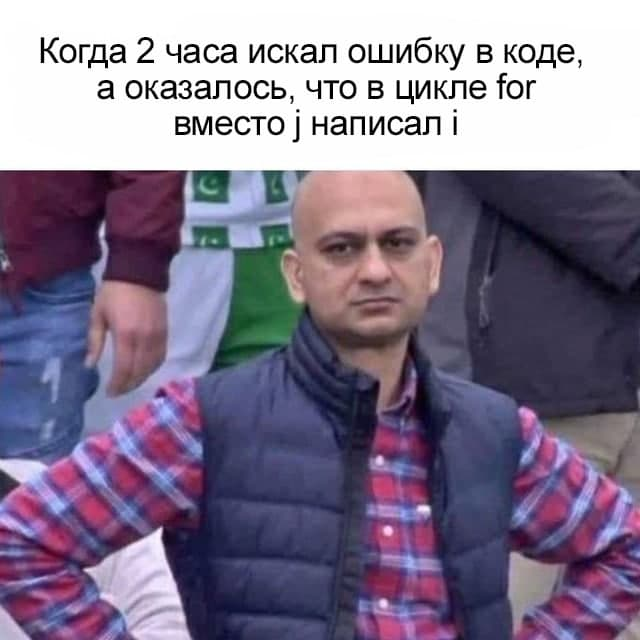 Когда 2 часа искал ошибку в коде,
а оказалось, что в цикле for
вместо j написал i